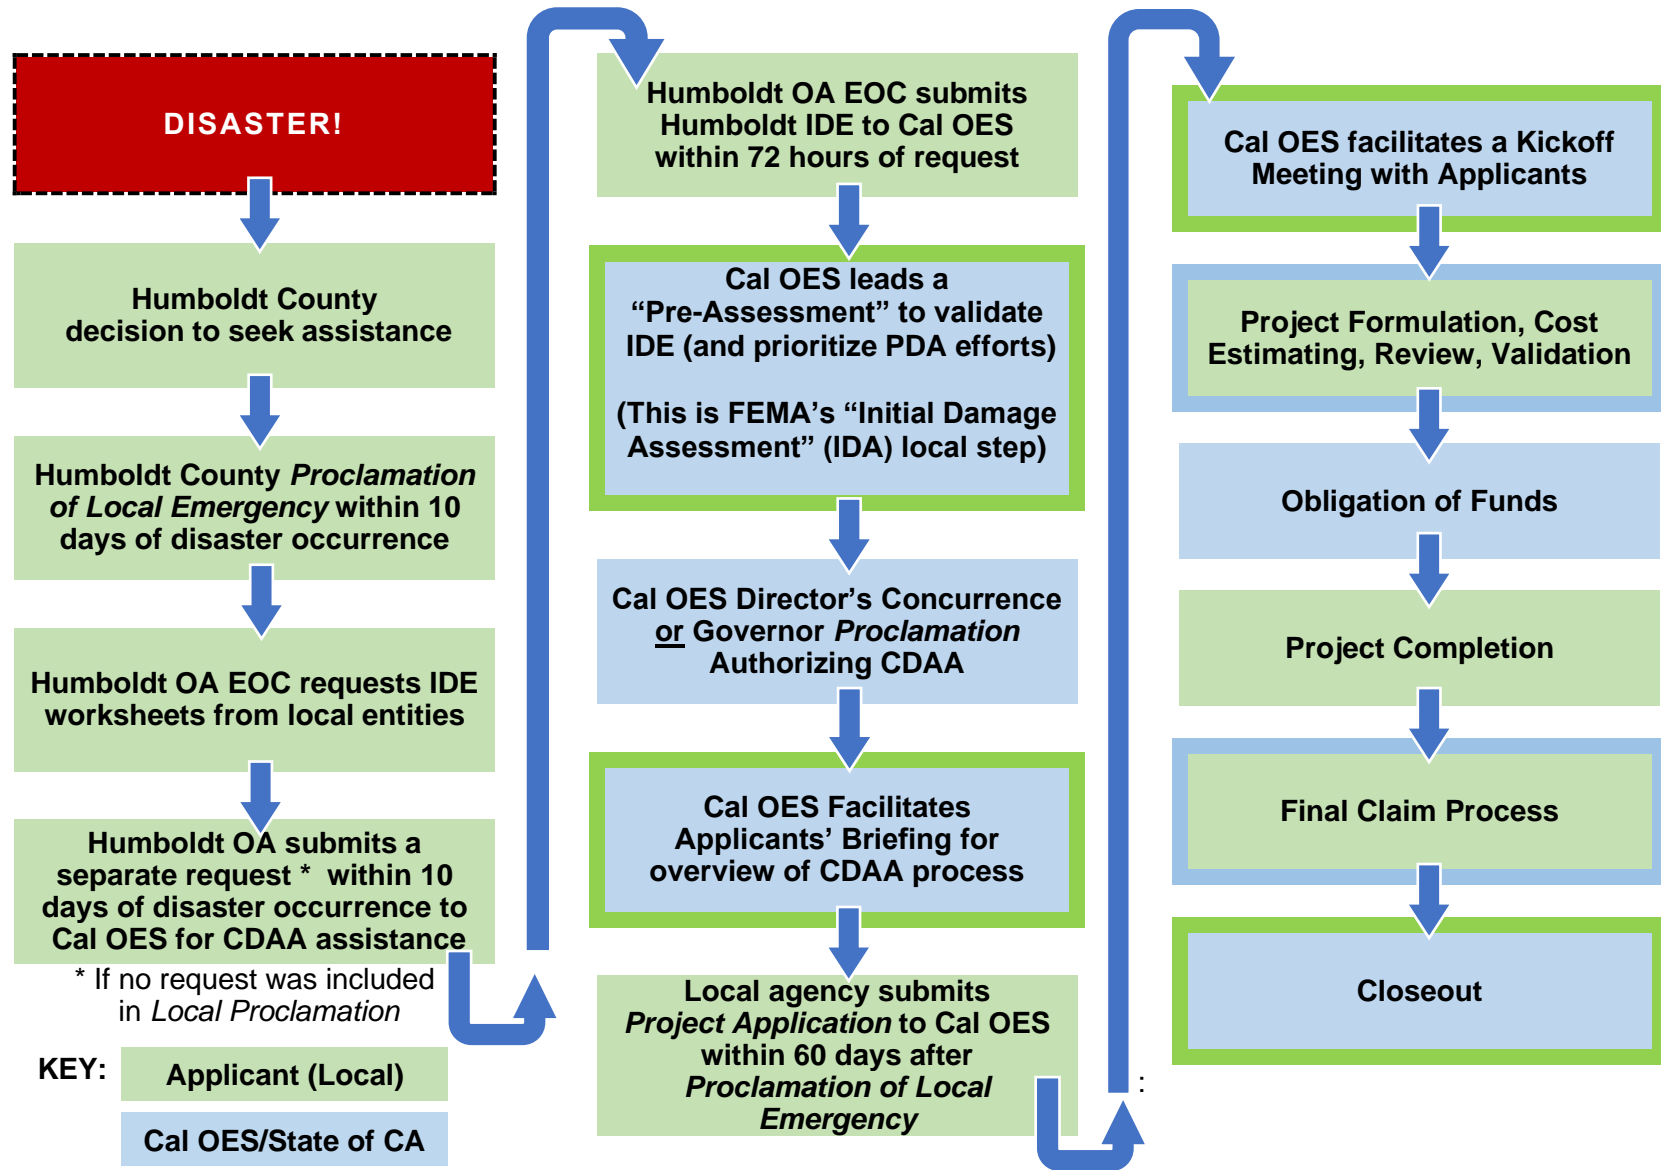 DISASTER!
Humboldt County
decision to seek assistance
Humboldt County Proclamation
of Local Emergency within 10
days of disaster occurrence
Humboldt OA EOC requests IDE
worksheets from local entities
Humboldt OA submits a
separate request * within 10
days of disaster occurrence to
Cal OES for CDAA assistance
* If no request was included
in Local Proclamation
KEY:
Applicant (Local)
Cal OES/State of CA
Humboldt OA EOC submits
Humboldt IDE to Cal OES
within 72 hours of request
Cal OES leads a
“Pre-Assessment” to validate
IDE (and prioritize PDA efforts)
(This is FEMA’s “Initial Damage
Assessment” (IDA) local step)
Cal OES Director’s Concurrence
or Governor Proclamation
Authorizing CDAA
Cal OES Facilitates
Applicants’ Briefing for
overview of CDAA process
Local agency submits
Project Application to Cal OES
within 60 days after
Proclamation of Local
Emergency
:
Cal OES facilitates a Kickoff
Meeting with Applicants
Project Formulation, Cost
Estimating, Review, Validation
Obligation of Funds
Project Completion
Final Claim Process
Closeout